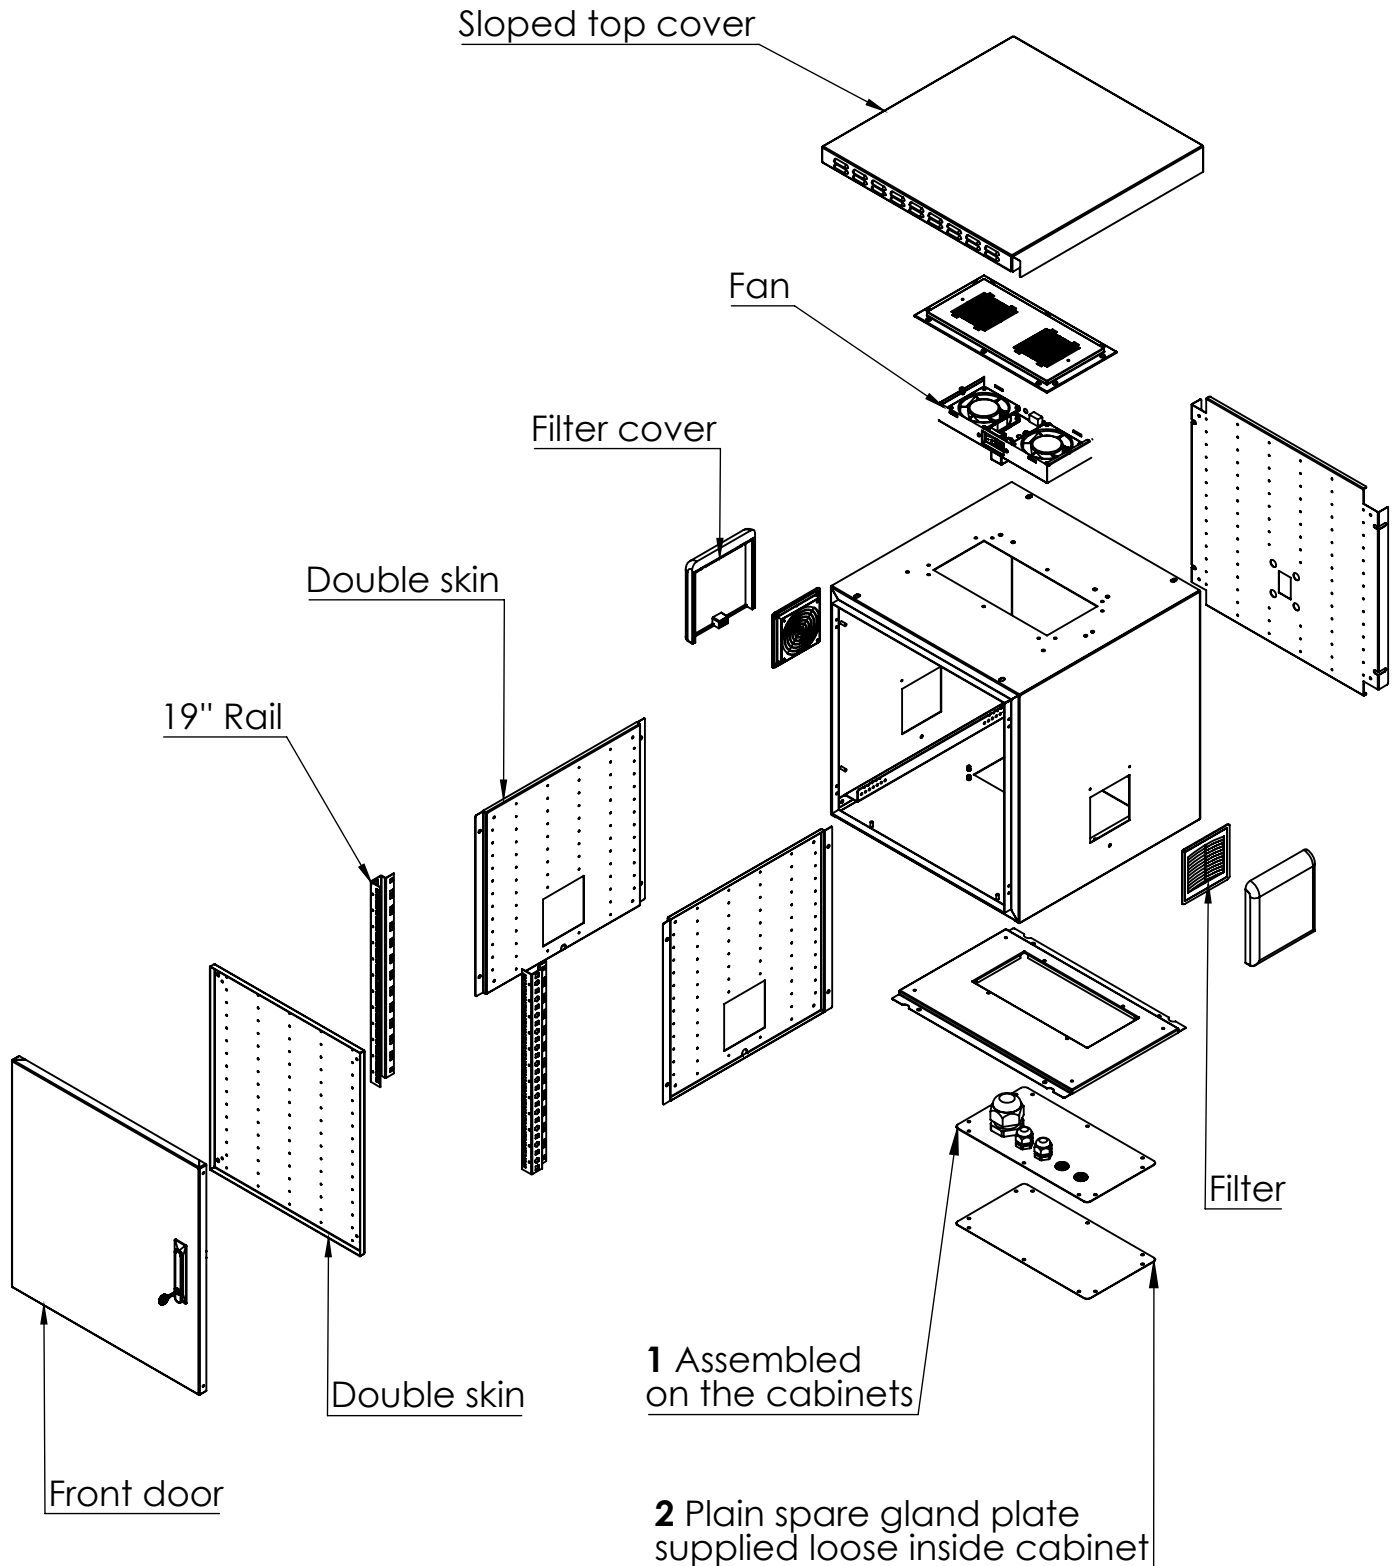 Sloped top cover
Fan
Filter cover
Double skin
19" Rail
Filter
1 Assembled
on the cabinets
Double skin
Front door
2 Plain spare gland plate
supplied loose inside cabinet